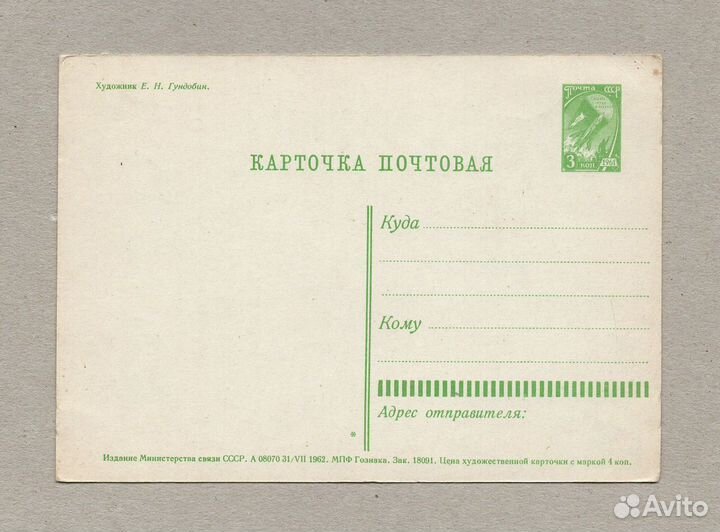 Художник Е. Н. Гундобин.
Почта СССР
3 коп
1961
КАРТОЧКА ПОЧТОВАЯ
Куда
Кому
Адрес отправителя:
*
Издание Министерства связи СССР. А 08070 31/VII 1962. МПФ Гознака. Зак. 18091. Цена художественной карточки с маркой 4 коп.
Avito